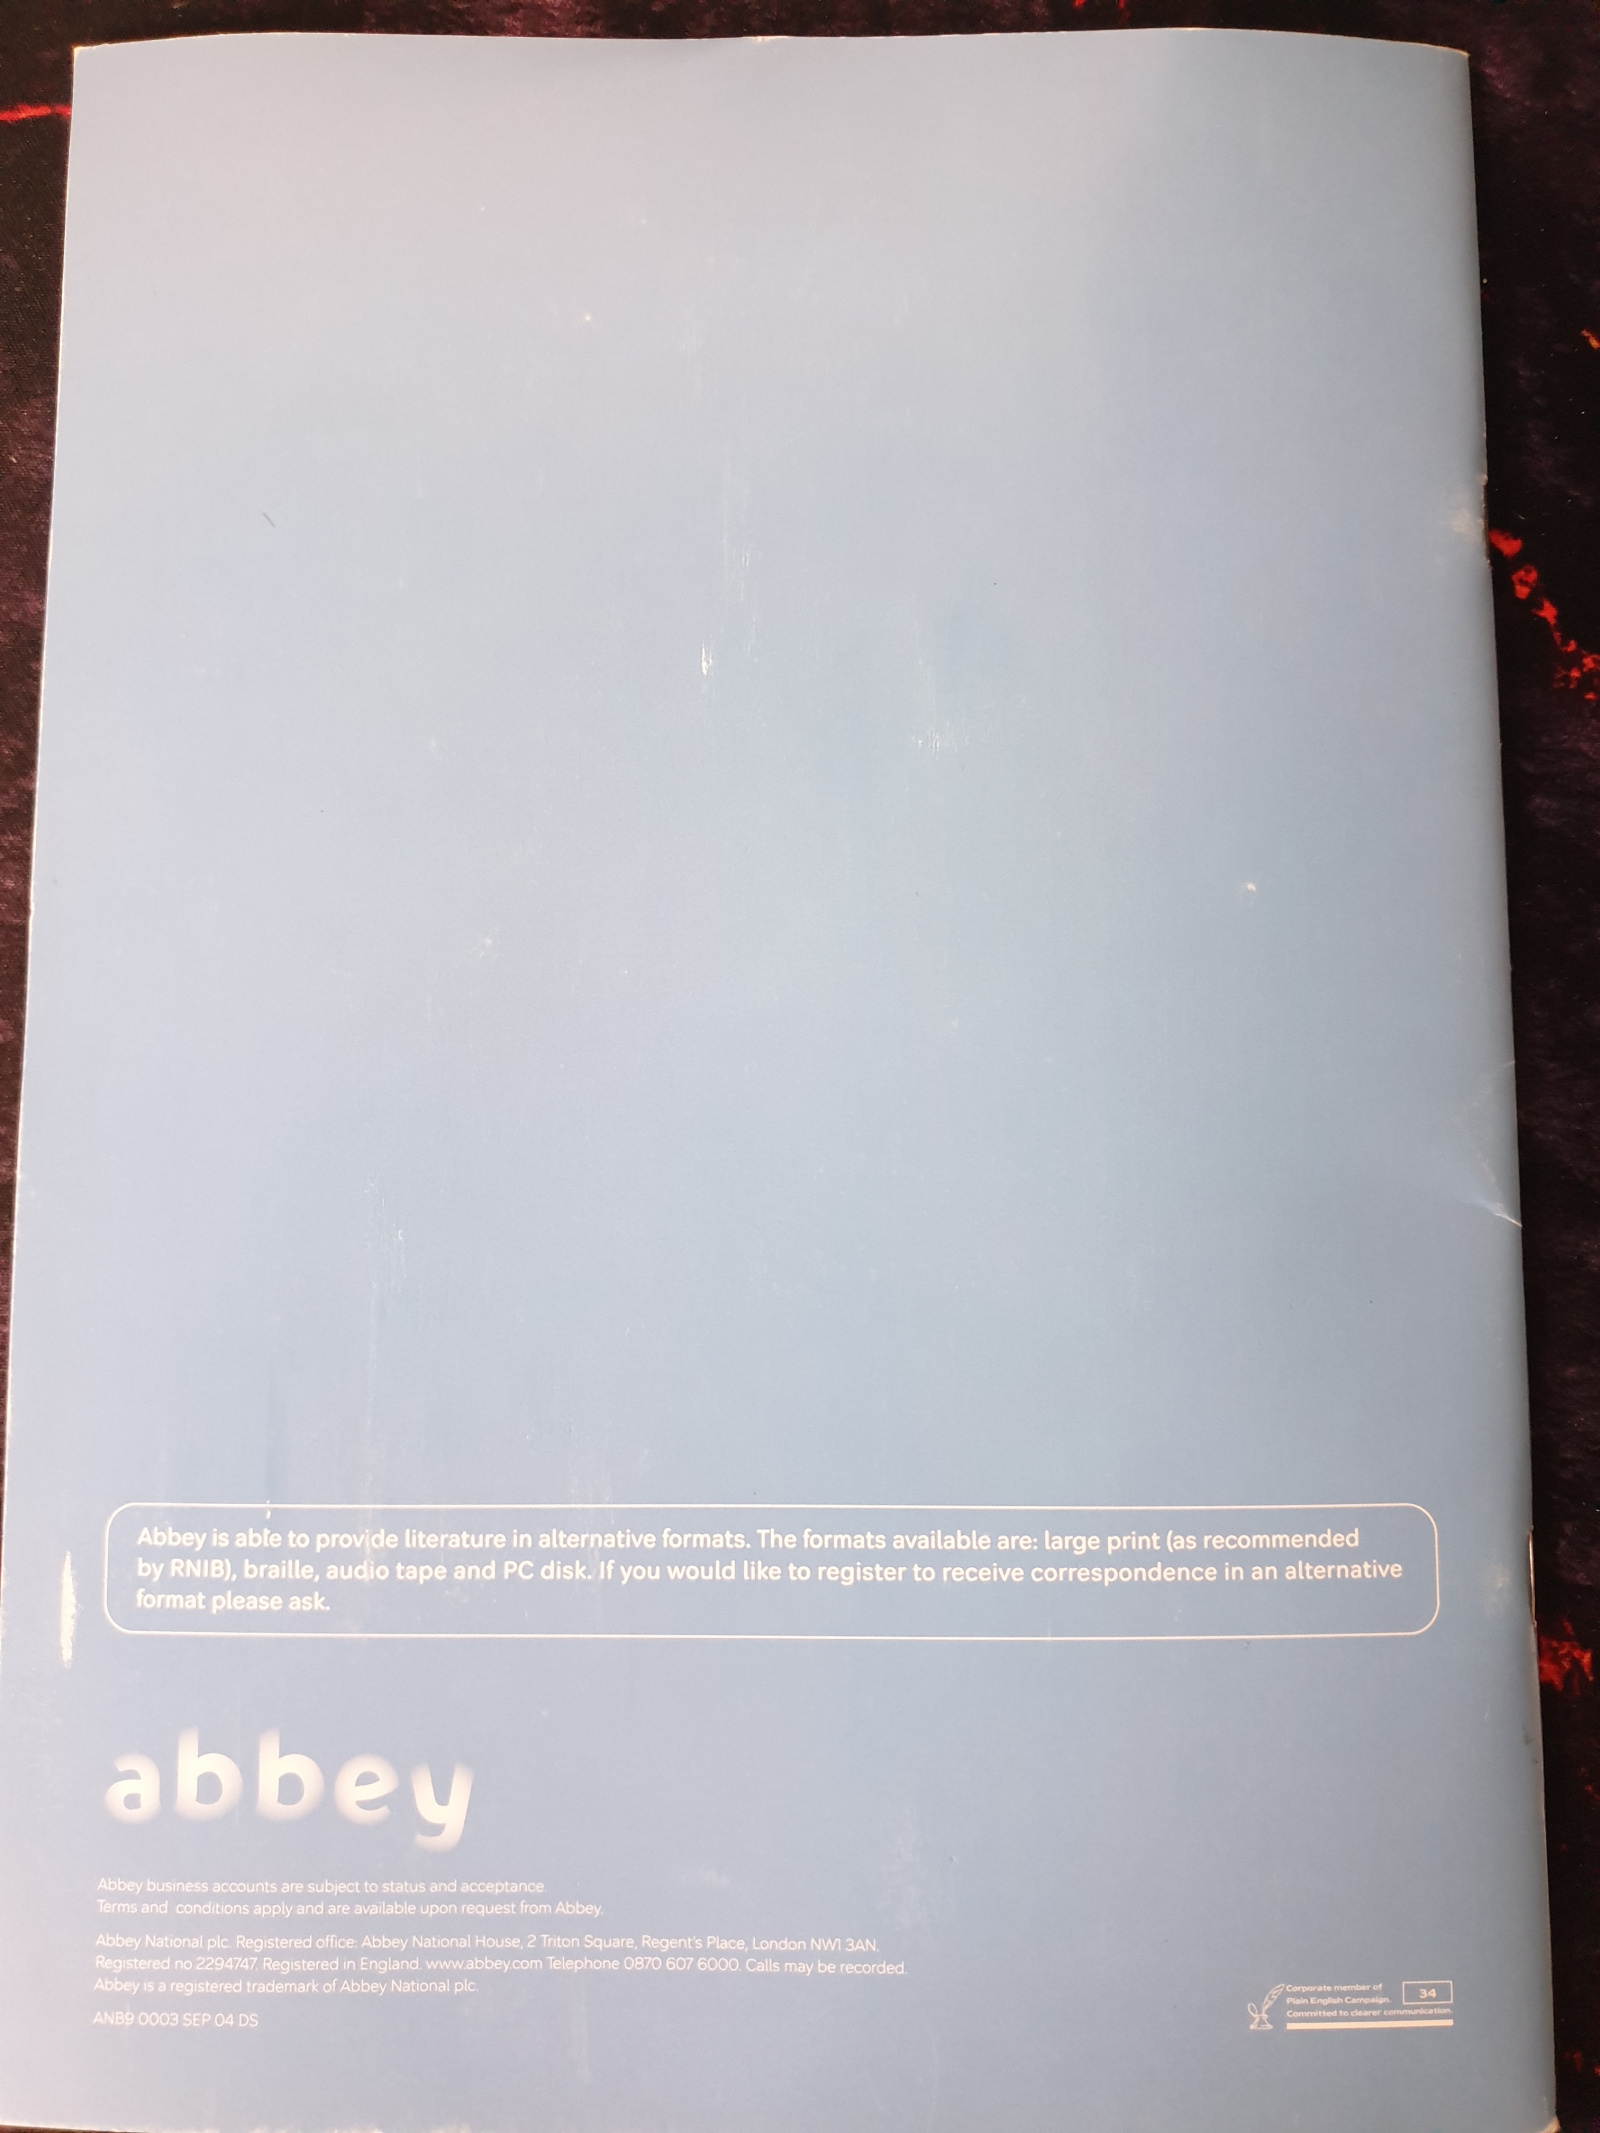 Abbey is able to provide literature in alternative formats. The formats available are: large print (as recommended
by RNIB), braille, audio tape and PC disk. If you would like to register to receive correspondence in an alternative
format please ask.
abbey
Abbey business accounts are subject to status and acceptance.
Terms and conditions apply and are available upon request from Abbey.
Abbey National plc. Registered office: Abbey National House, 2 Triton Square, Regent's Place, London NW1 3AN.
Registered no 2294747. Registered in England. www.abbey.com Telephone 0870 607 6000. Calls may be recorded.
Abbey is a registered trademark of Abbey National plc.
ANB9 0003 SEP 04 DS
Corporate member of
Plain English Campaign.
Committed to clearer communication.
34